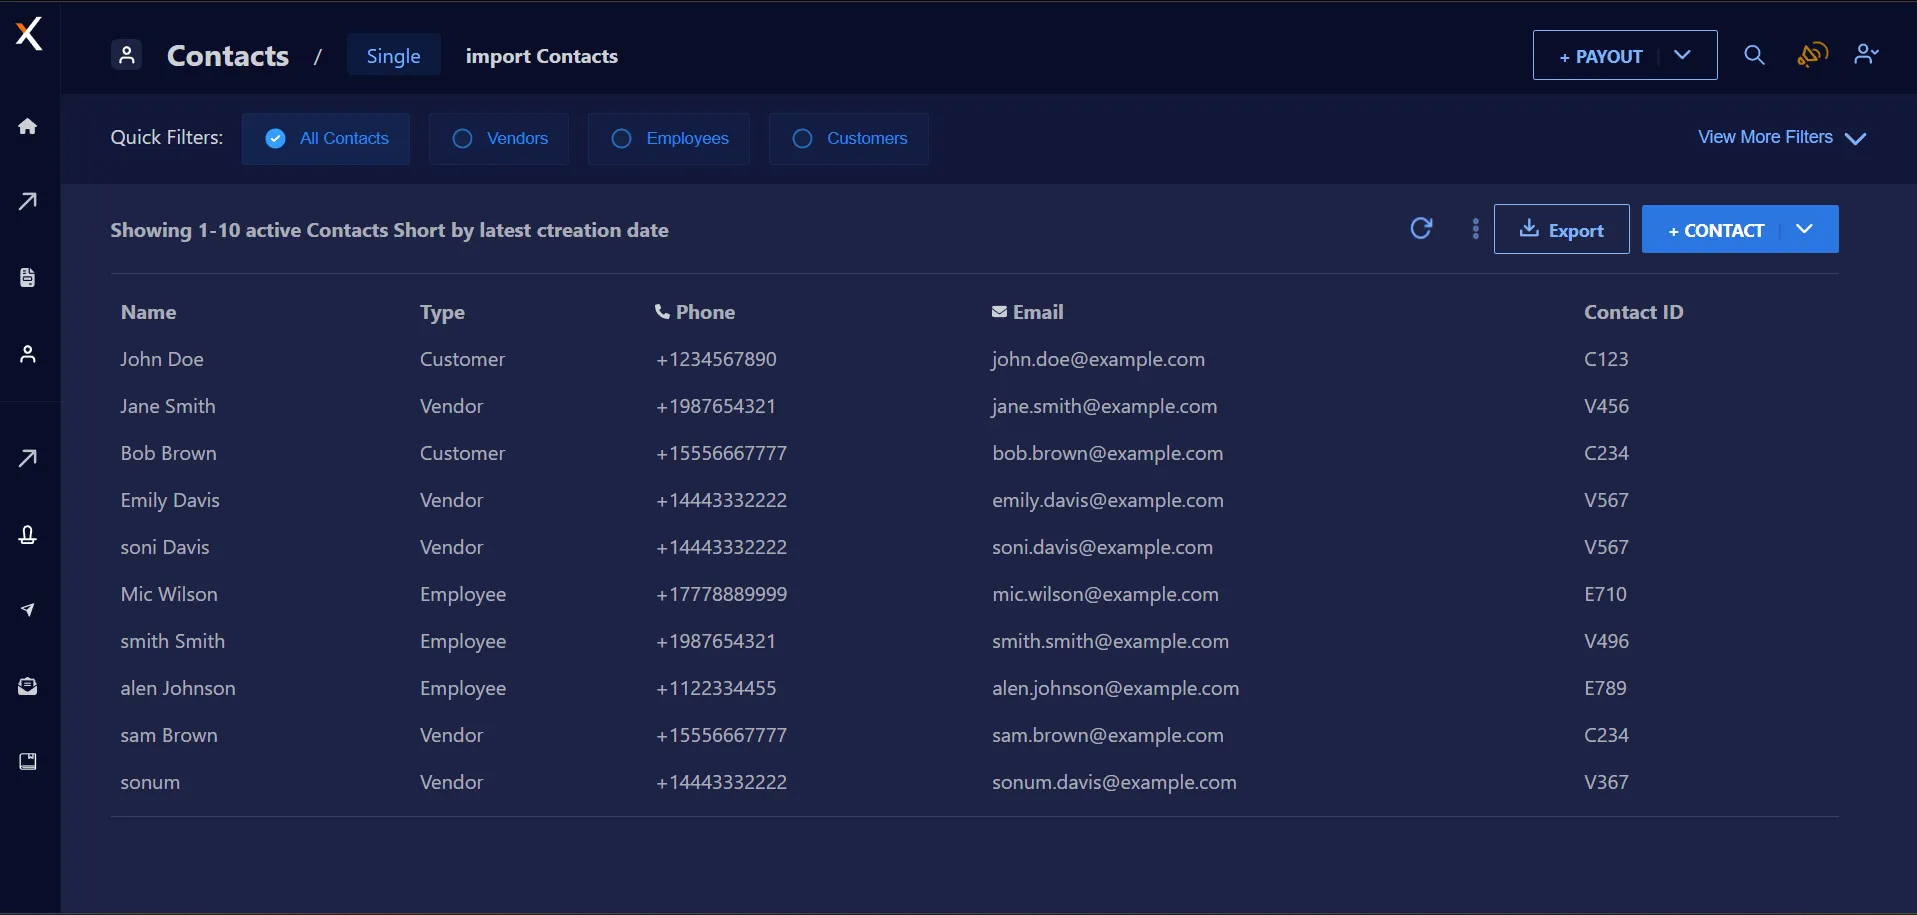 Contacts / Single import Contacts + PAYOUT
Quick Filters: All Contacts Vendors Employees Customers View More Filters
Showing 1-10 active Contacts Short by latest ctreation date Export + CONTACT
Name Type Phone Email Contact ID
John Doe Customer +1234567890 john.doe@example.com C123
Jane Smith Vendor +1987654321 jane.smith@example.com V456
Bob Brown Customer +15556667777 bob.brown@example.com C234
Emily Davis Vendor +14443332222 emily.davis@example.com V567
soni Davis Vendor +14443332222 soni.davis@example.com V567
Mic Wilson Employee +17778889999 mic.wilson@example.com E710
smith Smith Employee +1987654321 smith.smith@example.com V496
alen Johnson Employee +1122334455 alen.johnson@example.com E789
sam Brown Vendor +15556667777 sam.brown@example.com C234
sonum Vendor +14443332222 sonum.davis@example.com V367